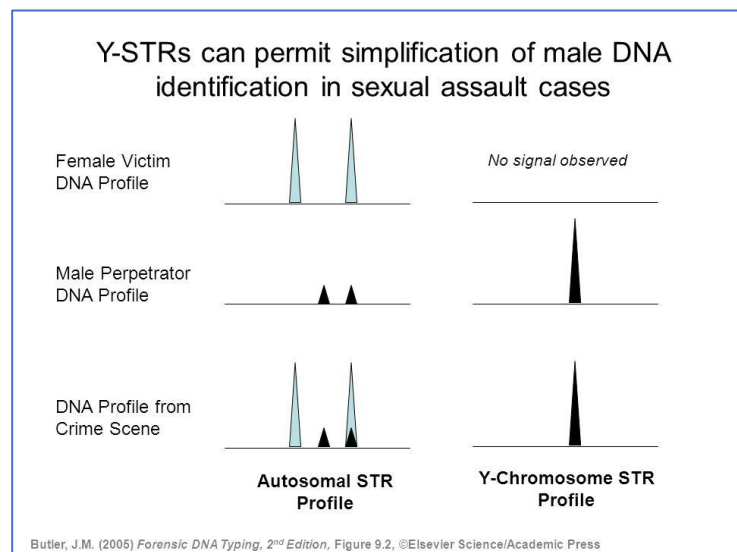 Y-STRs can permit simplification of male DNA
identification in sexual assault cases
Female Victim
DNA Profile
No signal observed
Male Perpetrator
DNA Profile
DNA Profile from
Crime Scene
Autosomal STR
Profile
Y-Chromosome STR
Profile
Butler, J.M. (2005) Forensic DNA Typing, 2nd Edition, Figure 9.2, ©Elsevier Science/Academic Press